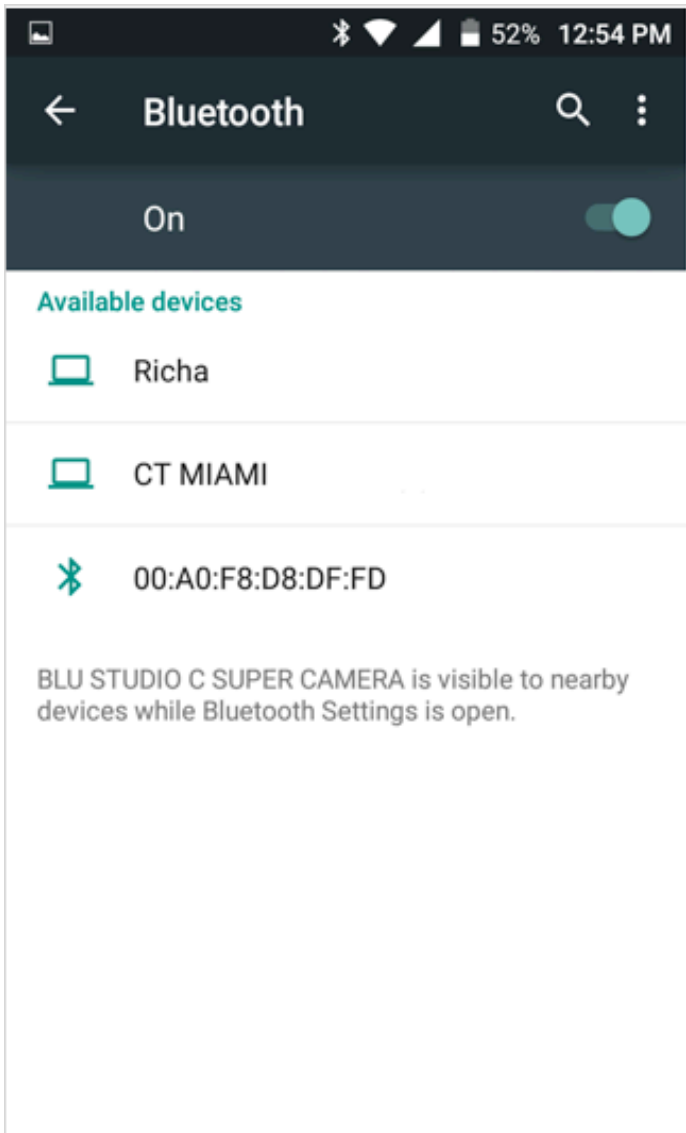 52% 12:54 PM
Bluetooth
On
Available devices
Richa
CT MIAMI
00:A0:F8:D8:DF:FD
BLU STUDIO C SUPER CAMERA is visible to nearby
devices while Bluetooth Settings is open.